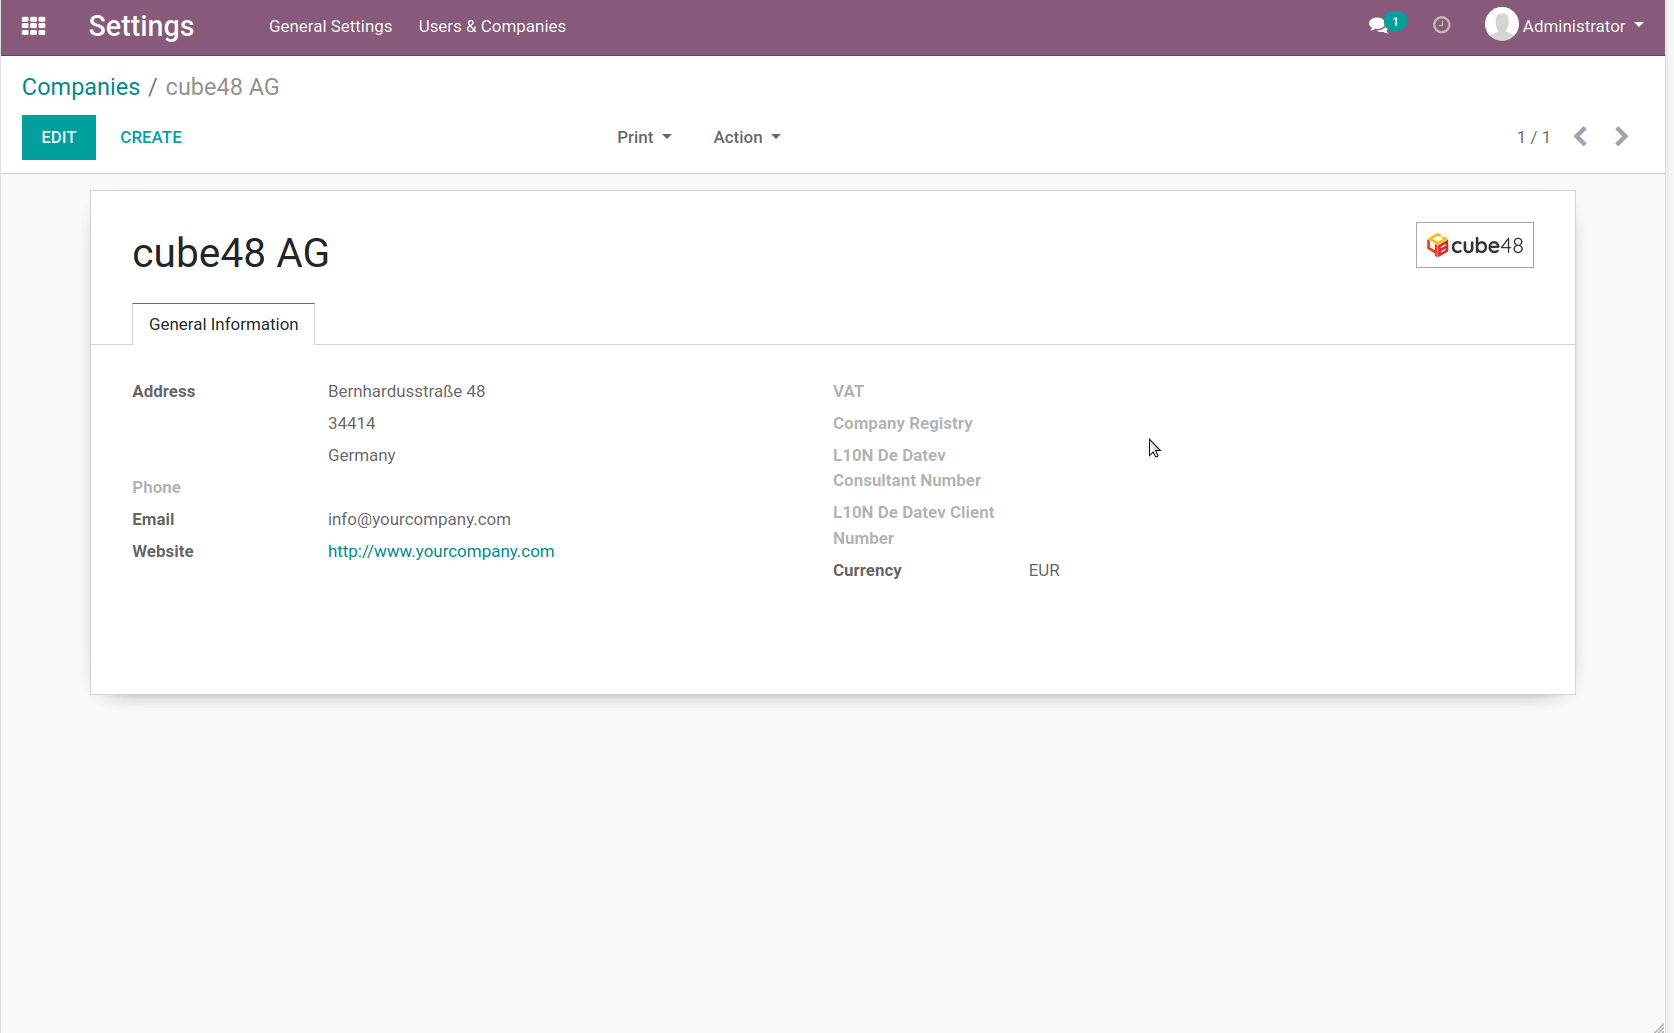 Settings
General Settings
Users & Companies
1
Administrator
Companies / cube48 AG
EDIT
CREATE
Print
Action
1 / 1
cube48 AG
cube48
General Information
Address
Bernhardusstraße 48
34414
Germany
Phone
Email
info@yourcompany.com
Website
http://www.yourcompany.com
VAT
Company Registry
L10N De Datev
Consultant Number
L10N De Datev Client
Number
Currency
EUR